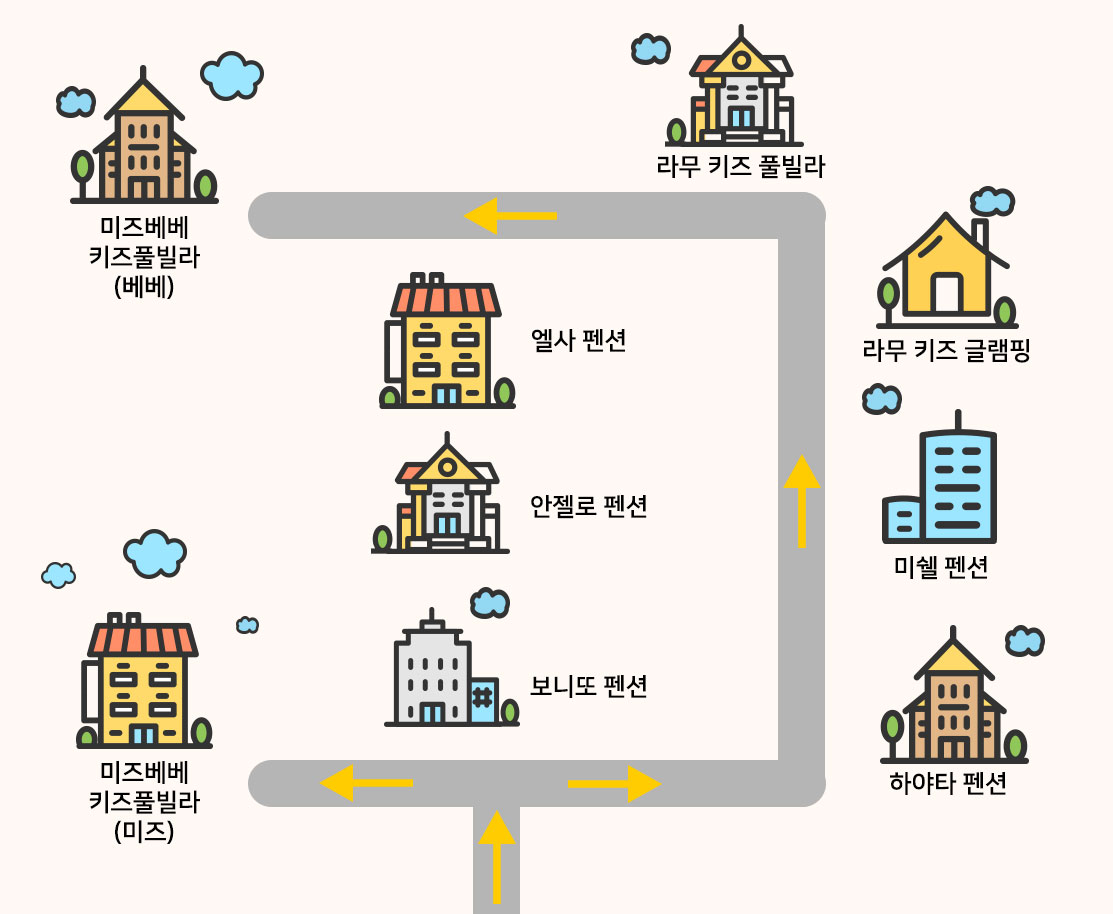 라무 키즈 풀빌라
미즈베베
키즈풀빌라
(베베)
엘사 펜션
라무 키즈 글램핑
안젤로 펜션
미쉘 펜션
보니또 펜션
미즈베베
키즈풀빌라
(미즈)
하야타 펜션